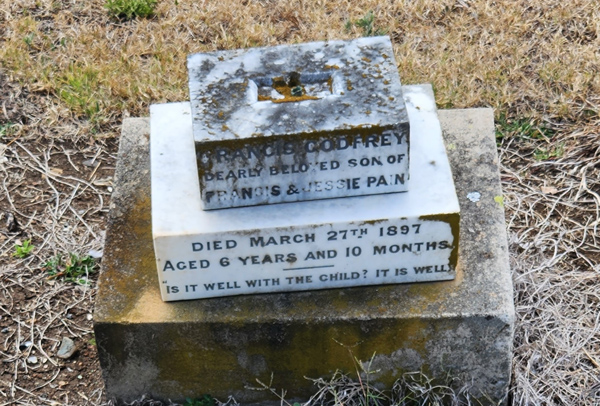 FRANCIS GODFREY
DEARLY BELOVED SON OF
FRANCIS & JESSIE PAIN
DIED MARCH 27TH 1897
AGED 6 YEARS AND 10 MONTHS
"IS IT WELL WITH THE CHILD? IT IS WELL"